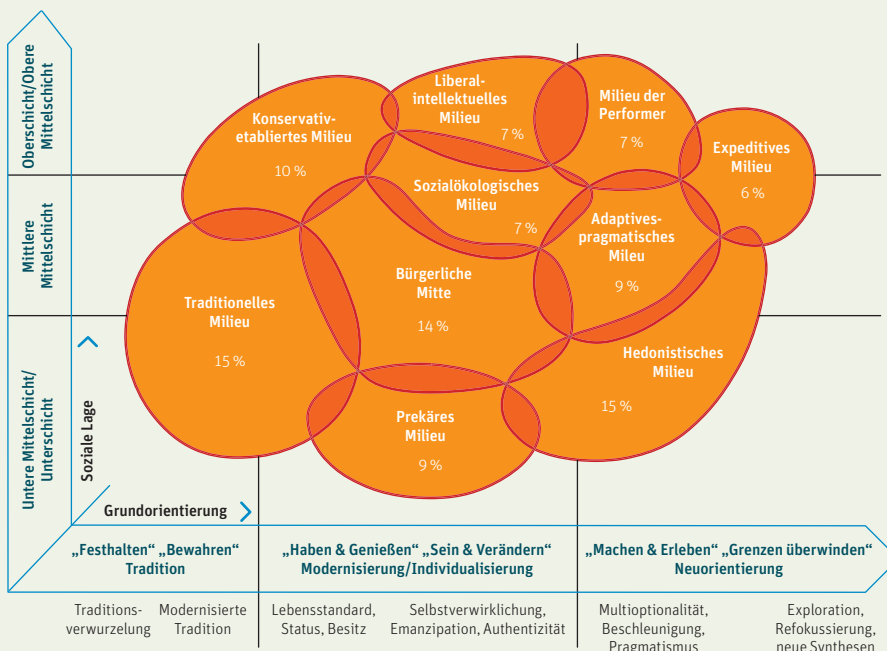 Oberschicht/Obere
Mittelschicht
Mittlere
Mittelschicht
Untere Mittelschicht/
Unterschicht
Soziale Lage
Konservativ-
etabliertes Milieu
10 %
Liberal-
intellektuelles
Milieu
7 %
Milieu der
Performer
7 %
Expeditives
Milieu
6 %
Sozialökologisches
Milieu
7 %
Adaptives-
pragmatisches
Mileu
9 %
Traditionelles
Milieu
15 %
Bürgerliche
Mitte
14 %
Hedonistisches
Milieu
15 %
Prekäres
Milieu
9 %
Grundorientierung
„Festhalten“ „Bewahren“
Tradition
„Haben & Genießen“ „Sein & Verändern“
Modernisierung/Individualisierung
„Machen & Erleben“ „Grenzen überwinden“
Neuorientierung
Traditions-
verwurzelung
Modernisierte
Tradition
Lebensstandard,
Status, Besitz
Selbstverwirklichung,
Emanzipation, Authentizität
Multioptionalität,
Beschleunigung,
Pragmatismus
Exploration,
Refokussierung,
neue Synthesen